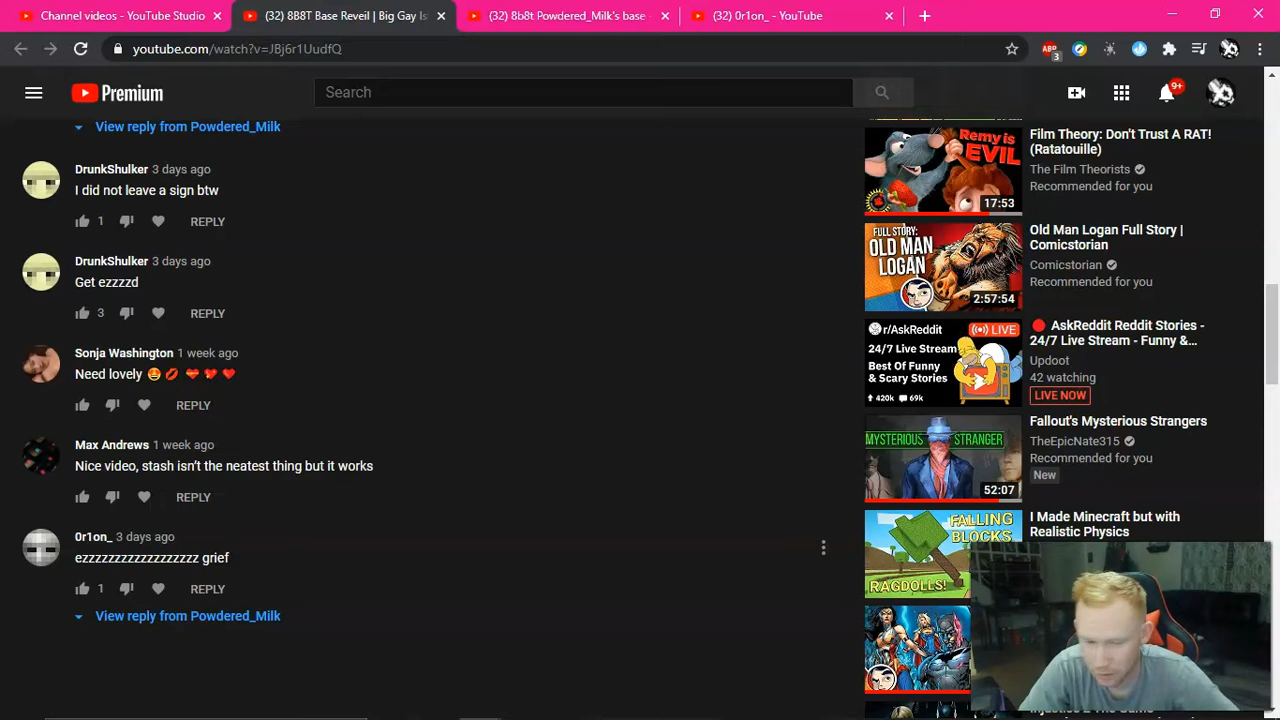 Channel videos - YouTube Studio
(32) 8B8T Base Reveil | Big Gay Is
(32) 8b8t Powdered_Milk's base
(32) 0r1on_ - YouTube
youtube.com/watch?v=JBj6r1UudfQ
ABP
3
Premium
Search
9+
View reply from Powdered_Milk
DrunkShulker 3 days ago
I did not leave a sign btw
1
REPLY
DrunkShulker 3 days ago
Get ezzzzd
3
REPLY
Sonja Washington 1 week ago
Need lovely 🤩 💋 💝 💖 ♥
REPLY
Max Andrews 1 week ago
Nice video, stash isn't the neatest thing but it works
REPLY
0r1on_ 3 days ago
ezzzzzzzzzzzzzzzzzz grief
1
REPLY
View reply from Powdered_Milk
Remy is
EVIL
17:53
Film Theory: Don't Trust A RAT!
(Ratatouille)
The Film Theorists
Recommended for you
FULL STORY:
OLD MAN
LOGAN
2:57:54
Old Man Logan Full Story |
Comicstorian
Comicstorian
Recommended for you
r/AskReddit
LIVE
24/7 Live Stream
Best Of Funny
& Scary Stories
420k
69k
AskReddit Reddit Stories -
24/7 Live Stream - Funny &...
Updoot
42 watching
LIVE NOW
MYSTERIOUS STRANGER
52:07
Fallout's Mysterious Strangers
TheEpicNate315
Recommended for you
New
FALLING
BLOCKS
RAGDOLLS!
I Made Minecraft but with
Realistic Physics